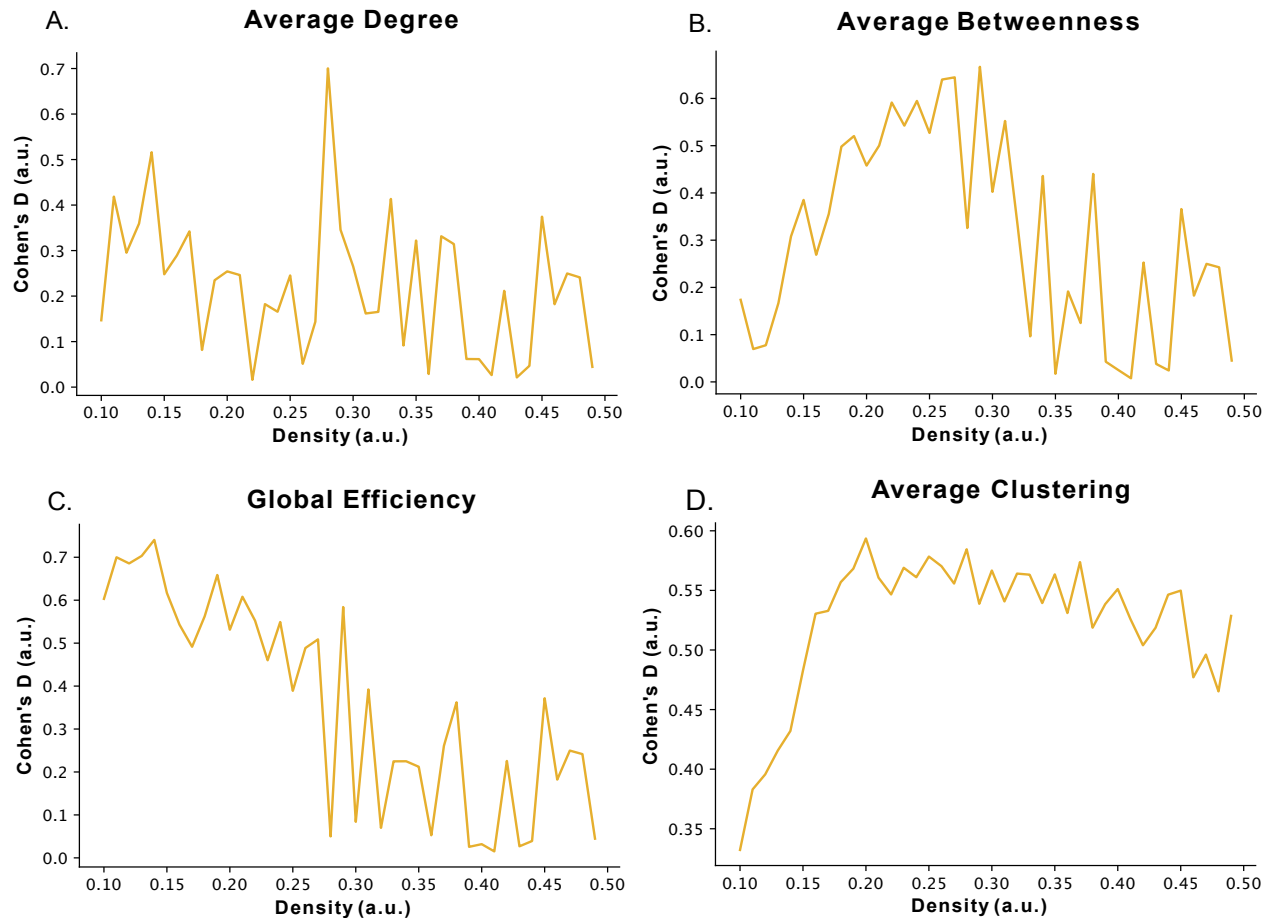 A.
Average Degree
0.7
0.6
0.5
0.4
0.3
0.2
0.1
0.0
Cohen's D (a.u.)
0.10 0.15 0.20 0.25 0.30 0.35 0.40 0.45 0.50
Density (a.u.)
B.
Average Betweenness
0.6
0.5
0.4
0.3
0.2
0.1
0.0
Cohen's D (a.u.)
0.10 0.15 0.20 0.25 0.30 0.35 0.40 0.45 0.50
Density (a.u.)
C.
Global Efficiency
0.7
0.6
0.5
0.4
0.3
0.2
0.1
0.0
Cohen's D (a.u.)
0.10 0.15 0.20 0.25 0.30 0.35 0.40 0.45 0.50
Density (a.u.)
D.
Average Clustering
0.60
0.55
0.50
0.45
0.40
0.35
Cohen's D (a.u.)
0.10 0.15 0.20 0.25 0.30 0.35 0.40 0.45 0.50
Density (a.u.)